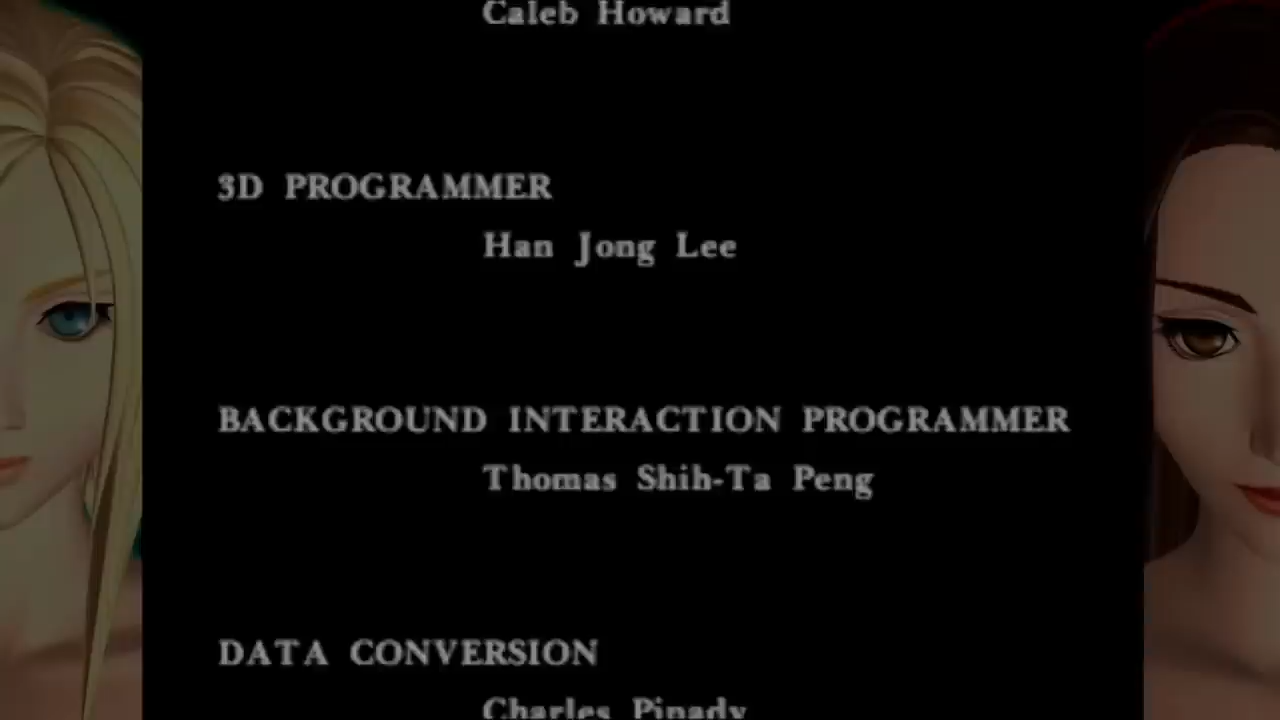 Caleb Howard
3D PROGRAMMER
Han Jong Lee
BACKGROUND INTERACTION PROGRAMMER
Thomas Shih-Ta Peng
DATA CONVERSION
Charles Pinady